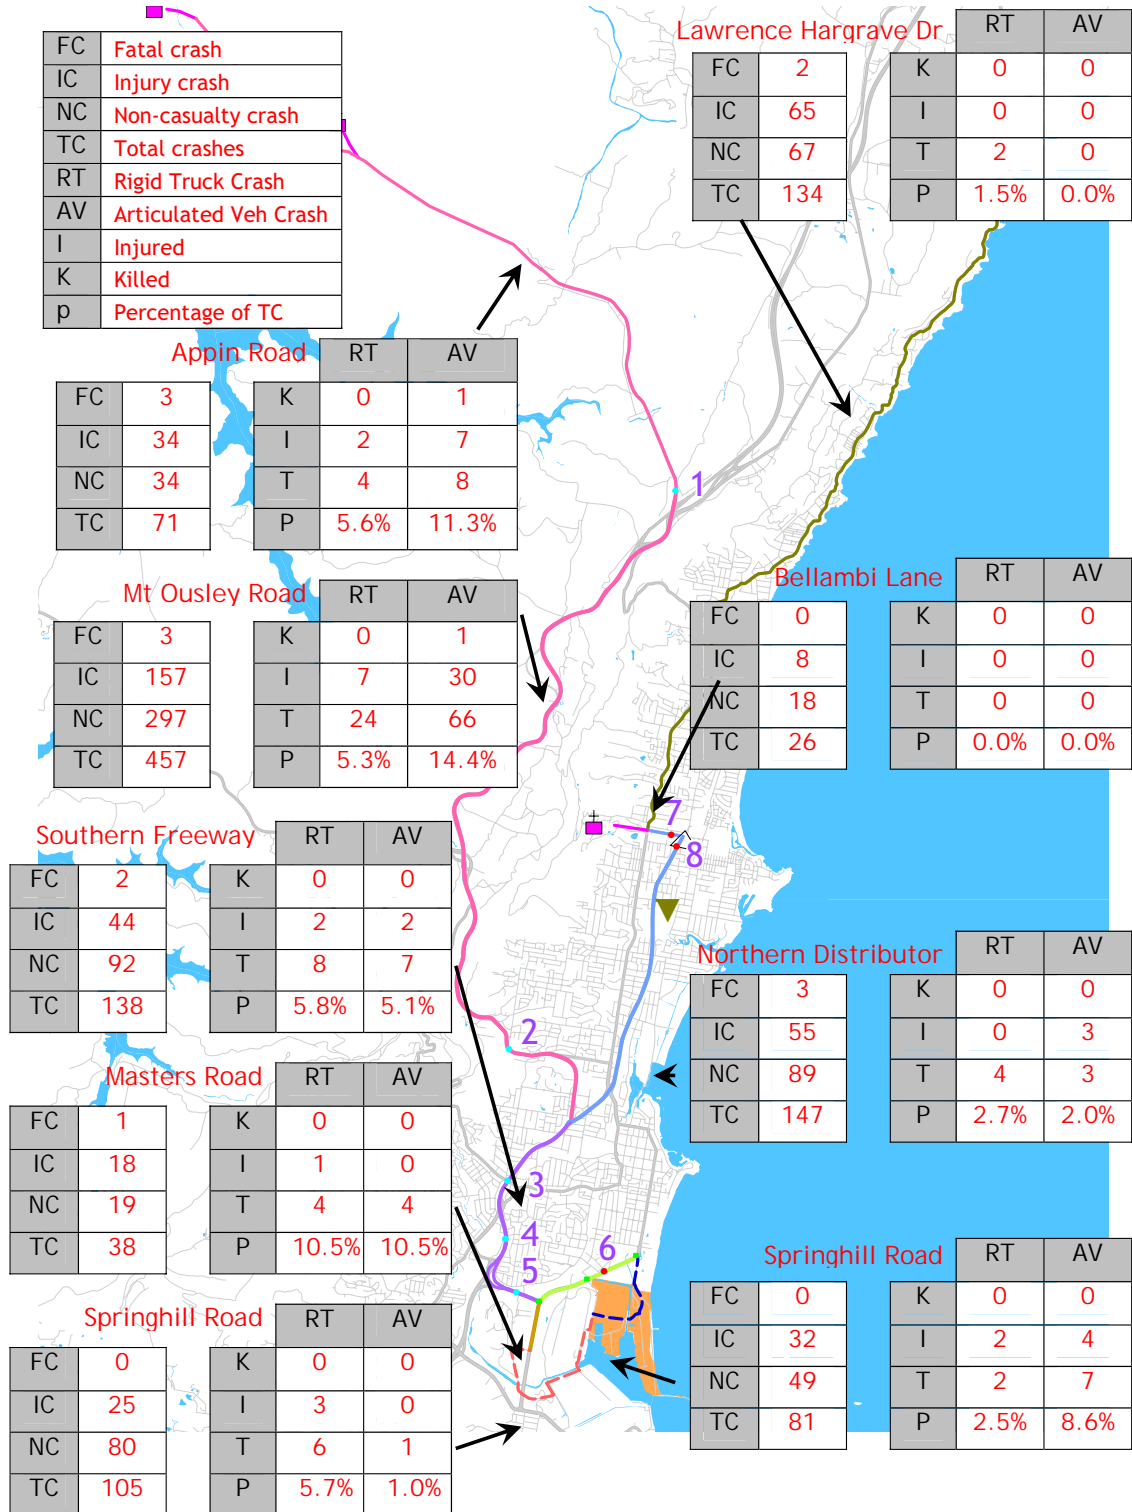 FC Fatal crash
IC Injury crash
NC Non-casualty crash
TC Total crashes
RT Rigid Truck Crash
AV Articulated Veh Crash
I Injured
K Killed
p Percentage of TC
Lawrence Hargrave Dr RT AV
FC 2 K 0 0
IC 65 I 0 0
NC 67 T 2 0
TC 134 P 1.5% 0.0%
Appin Road RT AV
FC 3 K 0 1
IC 34 I 2 7
NC 34 T 4 8
TC 71 P 5.6% 11.3%
1
Mt Ousley Road RT AV
FC 3 K 0 1
IC 157 I 7 30
NC 297 T 24 66
TC 457 P 5.3% 14.4%
Bellambi Lane RT AV
FC 0 K 0 0
IC 8 I 0 0
NC 18 T 0 0
TC 26 P 0.0% 0.0%
7
8
Southern Freeway RT AV
FC 2 K 0 0
IC 44 I 2 2
NC 92 T 8 7
TC 138 P 5.8% 5.1%
Northern Distributor RT AV
FC 3 K 0 0
IC 55 I 0 3
NC 89 T 4 3
TC 147 P 2.7% 2.0%
2
Masters Road RT AV
FC 1 K 0 0
IC 18 I 1 0
NC 19 T 4 4
TC 38 P 10.5% 10.5%
3
4
5
6
Springhill Road RT AV
FC 0 K 0 0
IC 32 I 2 4
NC 49 T 2 7
TC 81 P 2.5% 8.6%
Springhill Road RT AV
FC 0 K 0 0
IC 25 I 3 0
NC 80 T 6 1
TC 105 P 5.7% 1.0%